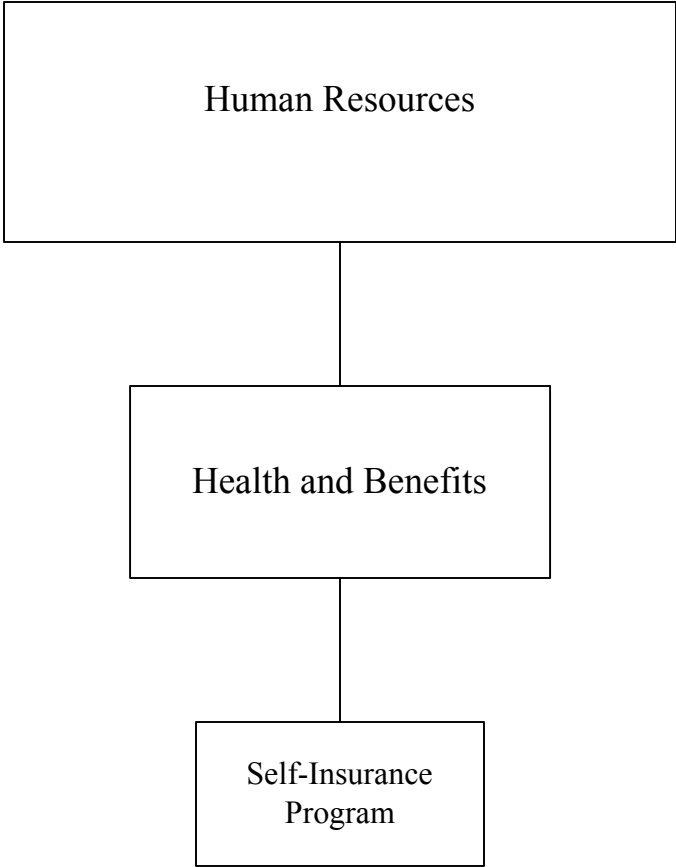 Human Resources
Health and Benefits
Self-Insurance
Program